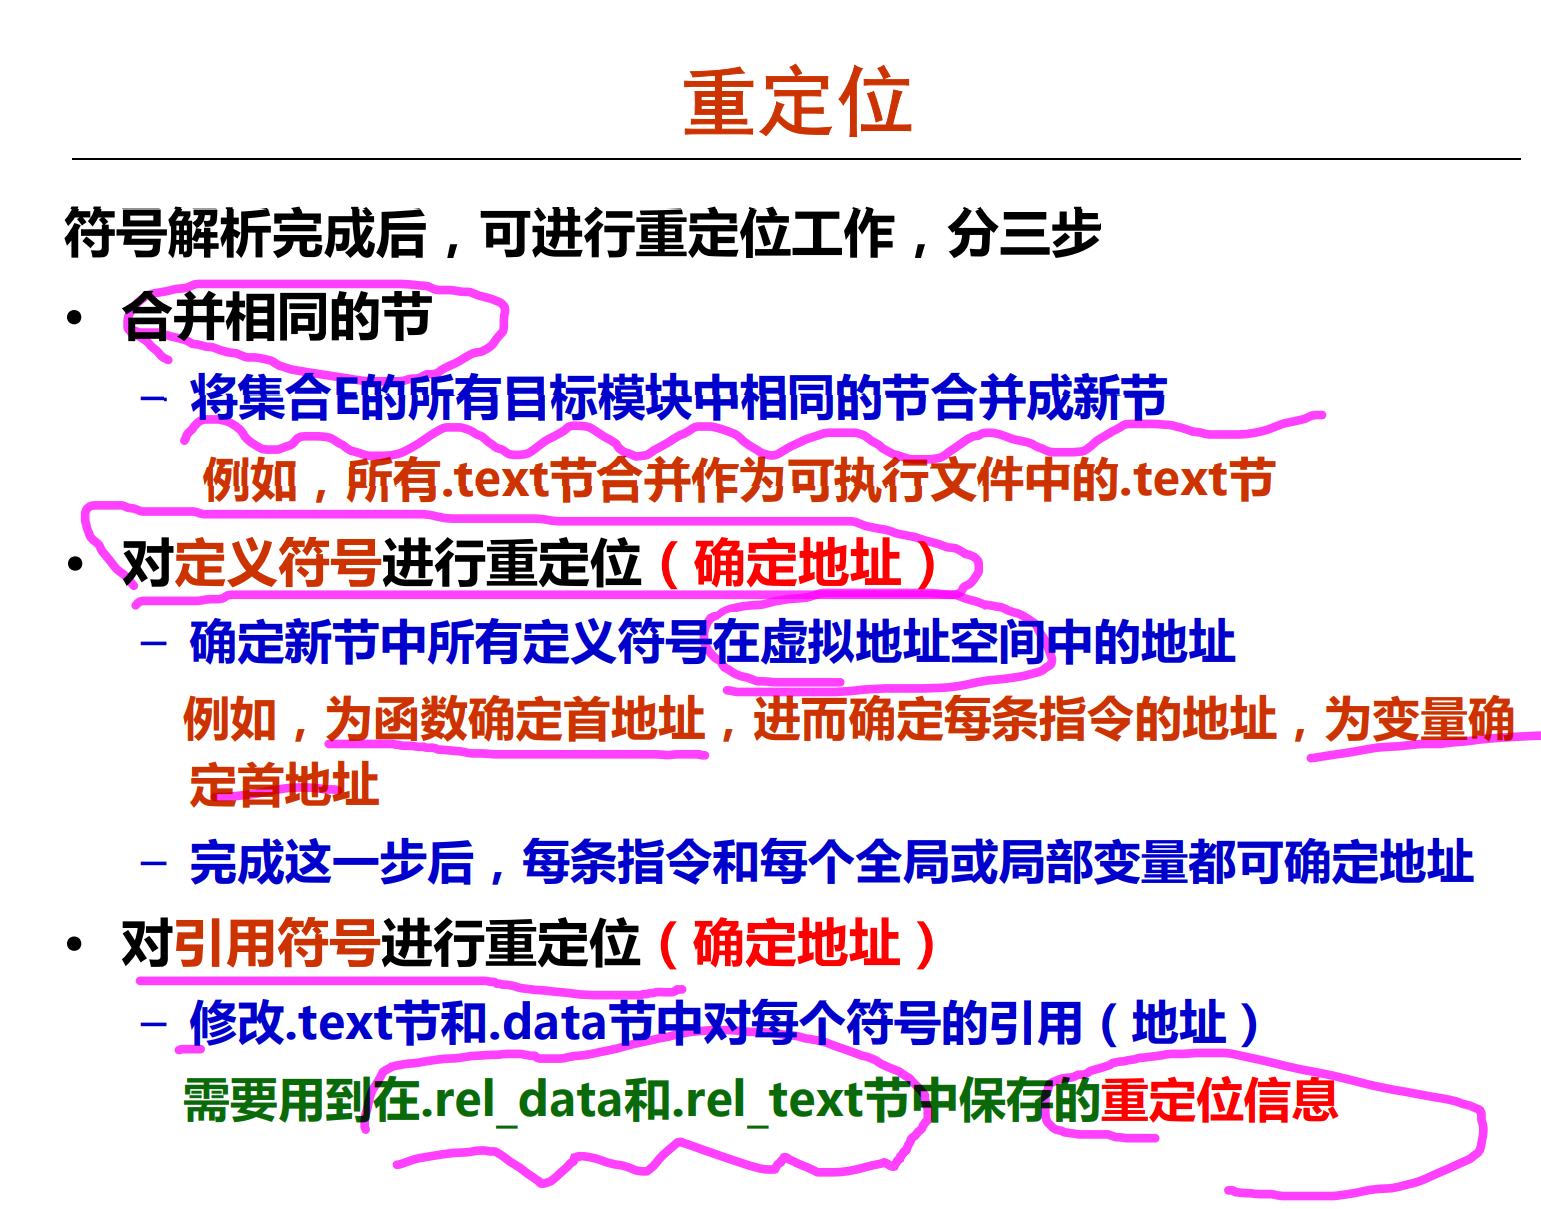 重定位
符号解析完成后，可进行重定位工作，分三步
• 合并相同的节
– 将集合E的所有目标模块中相同的节合并成新节
例如，所有.text节合并作为可执行文件中的.text节
• 对定义符号进行重定位（确定地址）
– 确定新节中所有定义符号在虚拟地址空间中的地址
例如，为函数确定首地址，进而确定每条指令的地址，为变量确
定首地址
– 完成这一步后，每条指令和每个全局或局部变量都可确定地址
• 对引用符号进行重定位（确定地址）
– 修改.text节和.data节中对每个符号的引用（地址）
需要用到在.rel_data和.rel_text节中保存的重定位信息